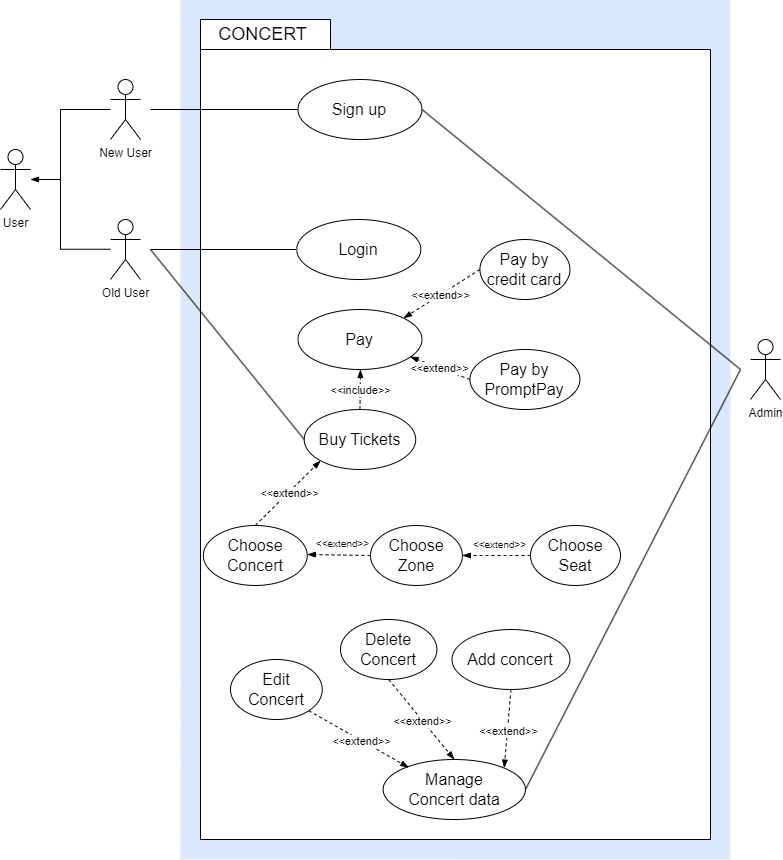 CONCERT
Sign up
New User
User
Login
Old User
Pay by
credit card
<<extend>>
Pay
<<extend>>
Pay by
PromptPay
<<include>>
Admin
Buy Tickets
<<extend>>
Choose
Concert
<<extend>>
Choose
Zone
<<extend>>
Choose
Seat
Delete
Concert
Add concert
Edit
Concert
<<extend>>
<<extend>>
<<extend>>
Manage
Concert data